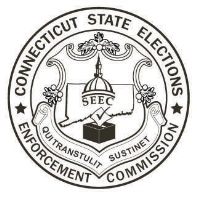 CONNECTICUT STATE ELECTIONS
SEEC
QUI TRANSTULIT SUSTINET
ENFORCEMENT COMMISSION